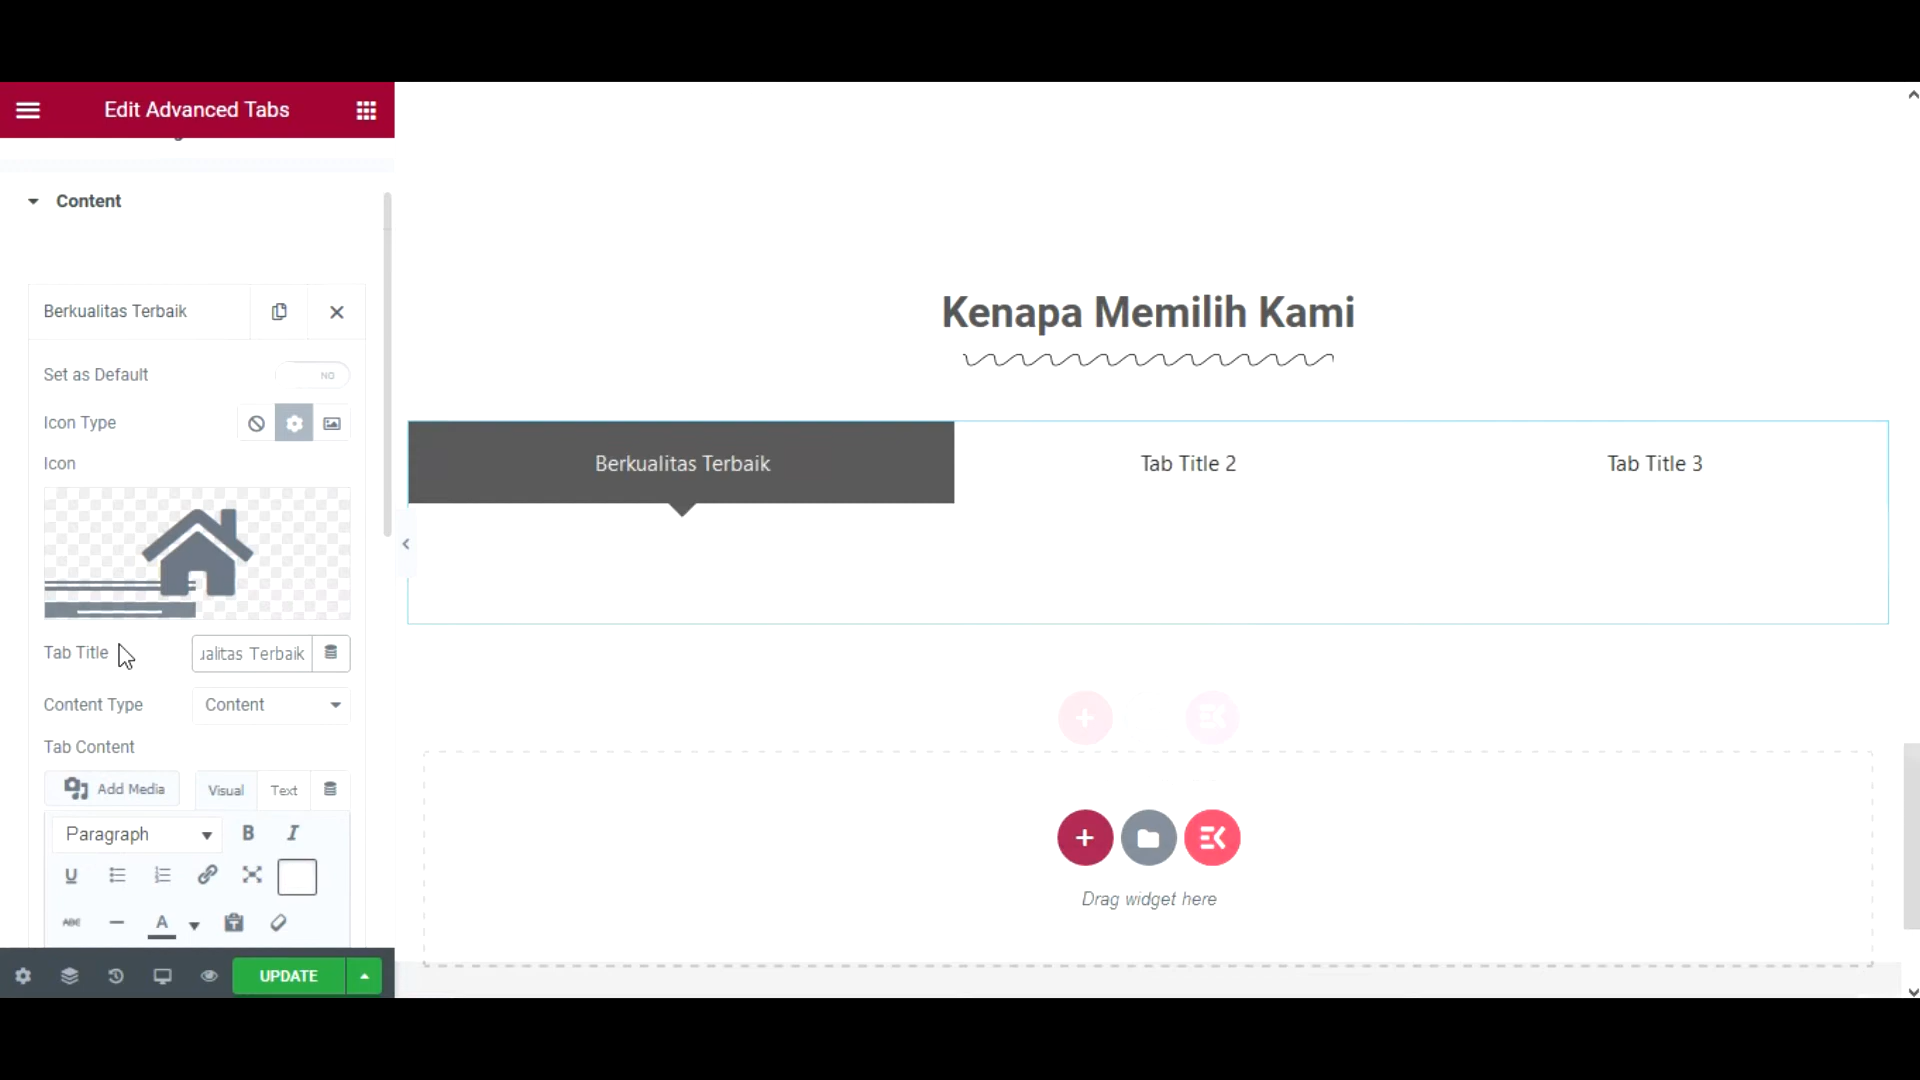 Edit Advanced Tabs
Content
Berkualitas Terbaik
Set as Default
NO
Icon Type
Icon
Tab Title
ualitas Terbaik
Content Type
Content
Tab Content
Add Media
Visual
Text
Paragraph
B
I
U
ABC
A
UPDATE
Kenapa Memilih Kami
Berkualitas Terbaik
Tab Title 2
Tab Title 3
Drag widget here